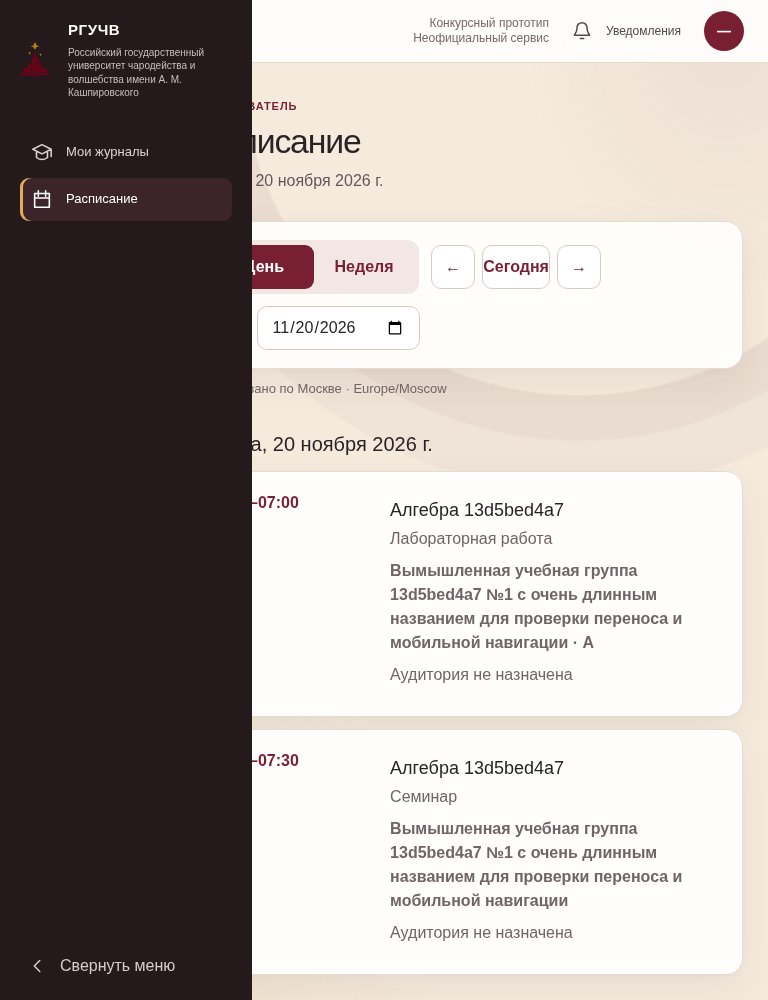 РГУЧВ
Российский государственный
университет чародейства и
волшебства имени А. М.
Кашпировского
Мои журналы
Расписание
Свернуть меню
Конкурсный прототип
Неофициальный сервис
Уведомления
—
ВАТЕЛЬ
писание
20 ноября 2026 г.
День
Неделя
←
Сегодня
→
11/20/2026
вано по Москве · Europe/Moscow
а, 20 ноября 2026 г.
–07:00
Алгебра 13d5bed4a7
Лабораторная работа
Вымышленная учебная группа
13d5bed4a7 №1 с очень длинным
названием для проверки переноса и
мобильной навигации · А
Аудитория не назначена
–07:30
Алгебра 13d5bed4a7
Семинар
Вымышленная учебная группа
13d5bed4a7 №1 с очень длинным
названием для проверки переноса и
мобильной навигации
Аудитория не назначена